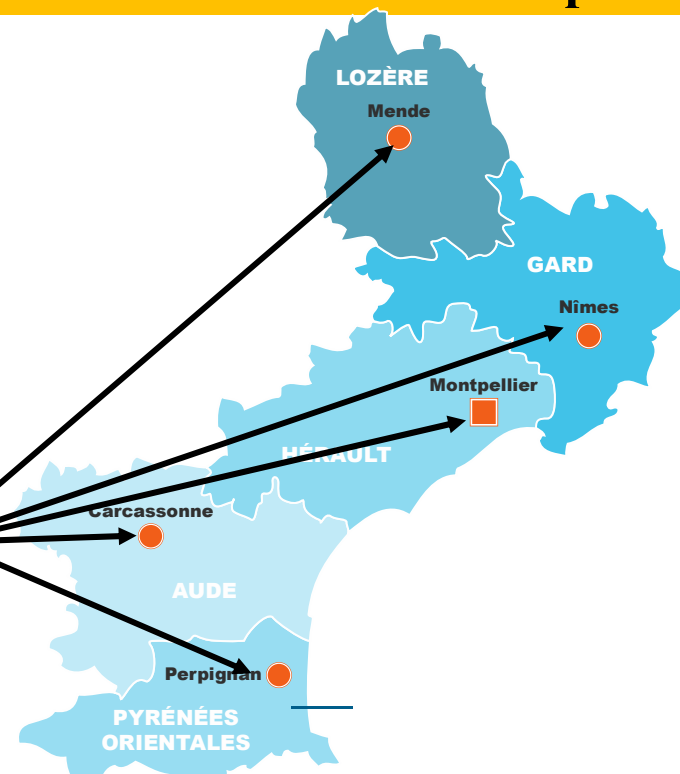 LOZÈRE
Mende
GARD
Nîmes
Montpellier
HÉRAULT
Carcassonne
AUDE
Perpignan
PYRÉNÉES
ORIENTALES